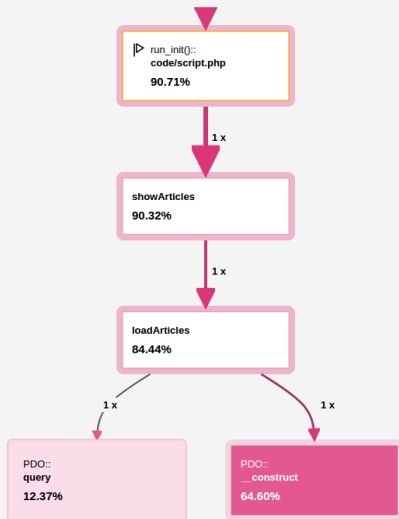 run_init()::
code/script.php
90.71%
1 x
showArticles
90.32%
1 x
loadArticles
84.44%
1 x
1 x
PDO::
query
12.37%
PDO::
__construct
64.60%